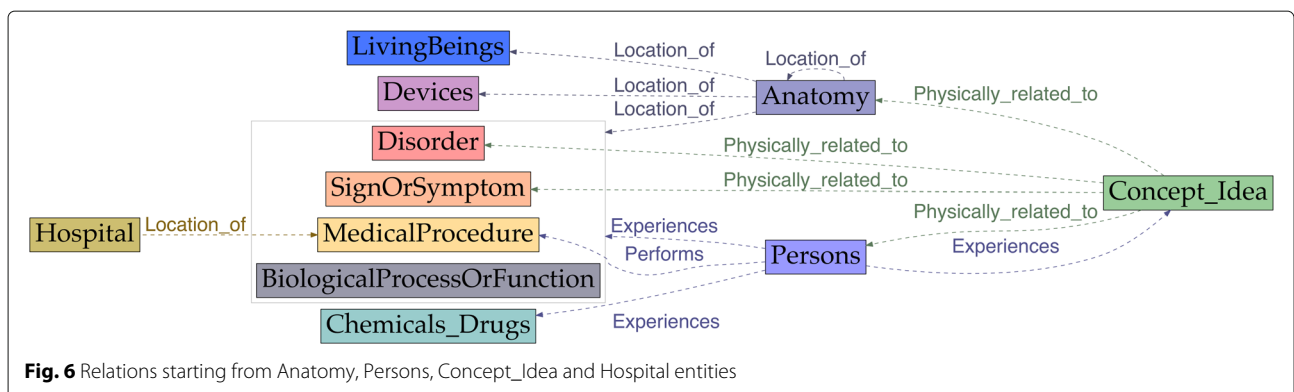 LivingBeings
Location_of
Location_of
Devices
Location_of
Anatomy
Physically_related_to
Location_of
Disorder
Physically_related_to
SignOrSymptom
Physically_related_to
Concept_Idea
Hospital
Location_of
MedicalProcedure
Experiences
Physically_related_to
Performs
Persons
Experiences
BiologicalProcessOrFunction
Chemicals_Drugs
Experiences
Fig. 6 Relations starting from Anatomy, Persons, Concept_Idea and Hospital entities